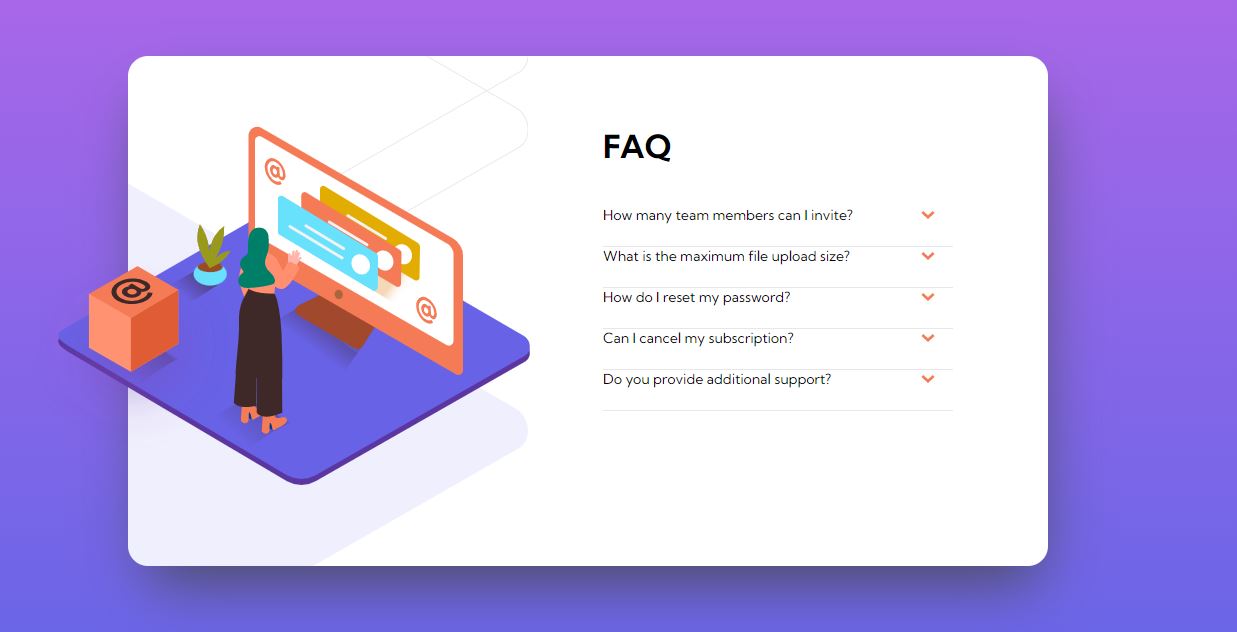 @
@
@
FAQ
How many team members can I invite?
What is the maximum file upload size?
How do I reset my password?
Can I cancel my subscription?
Do you provide additional support?